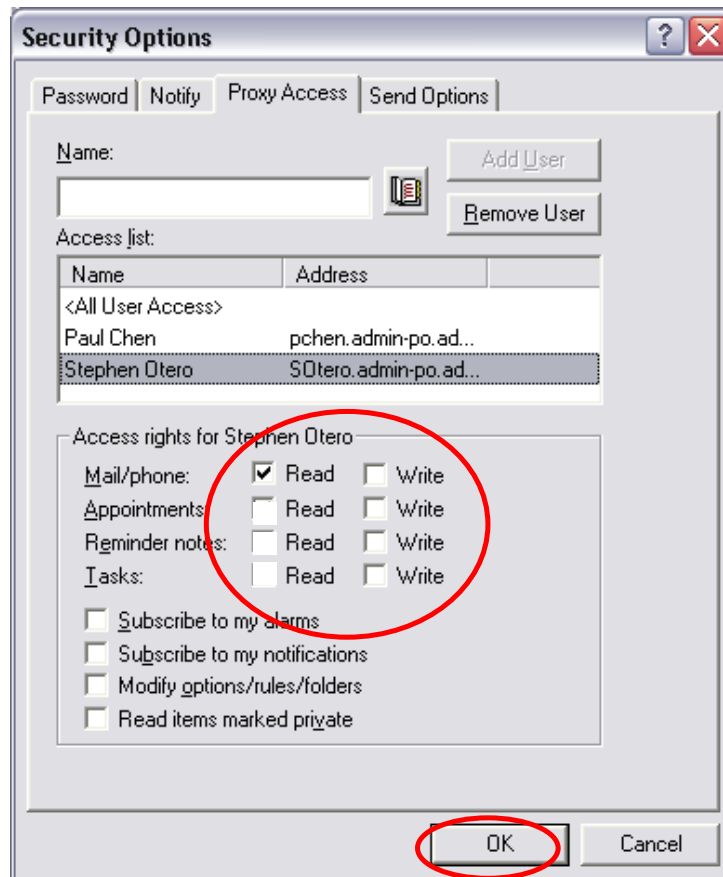 Security Options
Password Notify Proxy Access Send Options
Name:
Add User
Remove User
Access list:
Name Address
<All User Access>
Paul Chen pchen.admin-po.ad...
Stephen Otero SOtero.admin-po.ad...
Access rights for Stephen Otero
Mail/phone: Read Write
Appointments: Read Write
Reminder notes: Read Write
Tasks: Read Write
Subscribe to my alarms
Subscribe to my notifications
Modify options/rules/folders
Read items marked private
OK Cancel